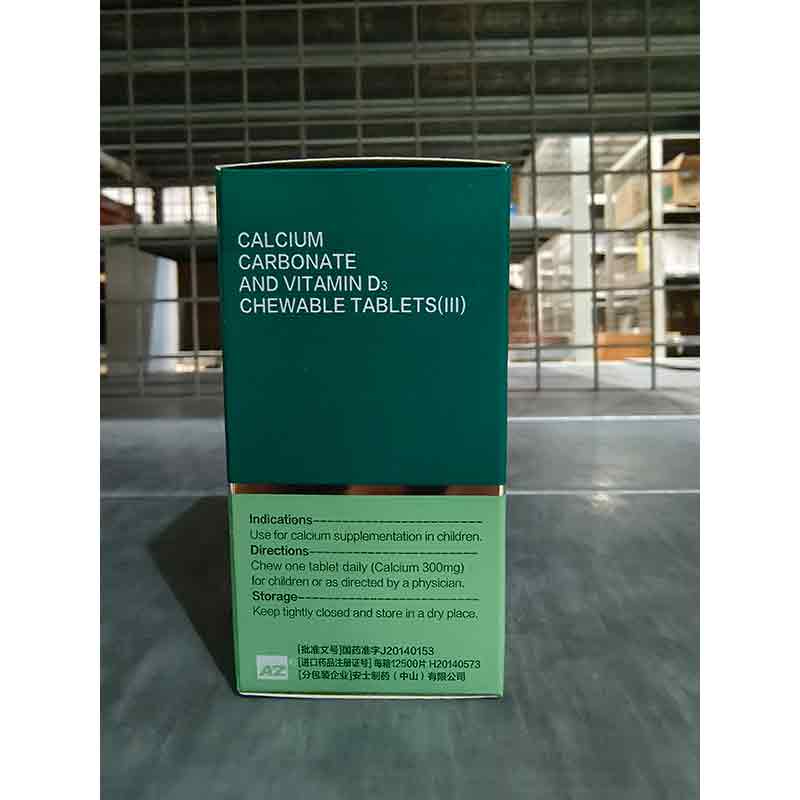 CALCIUM
CARBONATE
AND VITAMIN D₃
CHEWABLE TABLETS(III)
Indications
Use for calcium supplementation in children.
Directions
Chew one tablet daily (Calcium 300mg)
for children or as directed by a physician.
Storage
Keep tightly closed and store in a dry place.
[批准文号]国药准字J20140153
[进口药品注册证号] 每箱12500片 H20140573
[分包装企业]安士制药（中山）有限公司
AZ